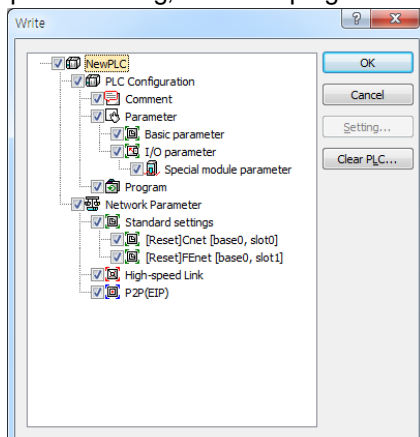 Write
NewPLC
OK
PLC Configuration
Comment
Cancel
Parameter
Basic parameter
Setting...
I/O parameter
Special module parameter
Clear PLC...
Program
Network Parameter
Standard settings
[Reset]Cnet [base0, slot0]
[Reset]FEnet [base0, slot1]
High-speed Link
P2P(EIP)